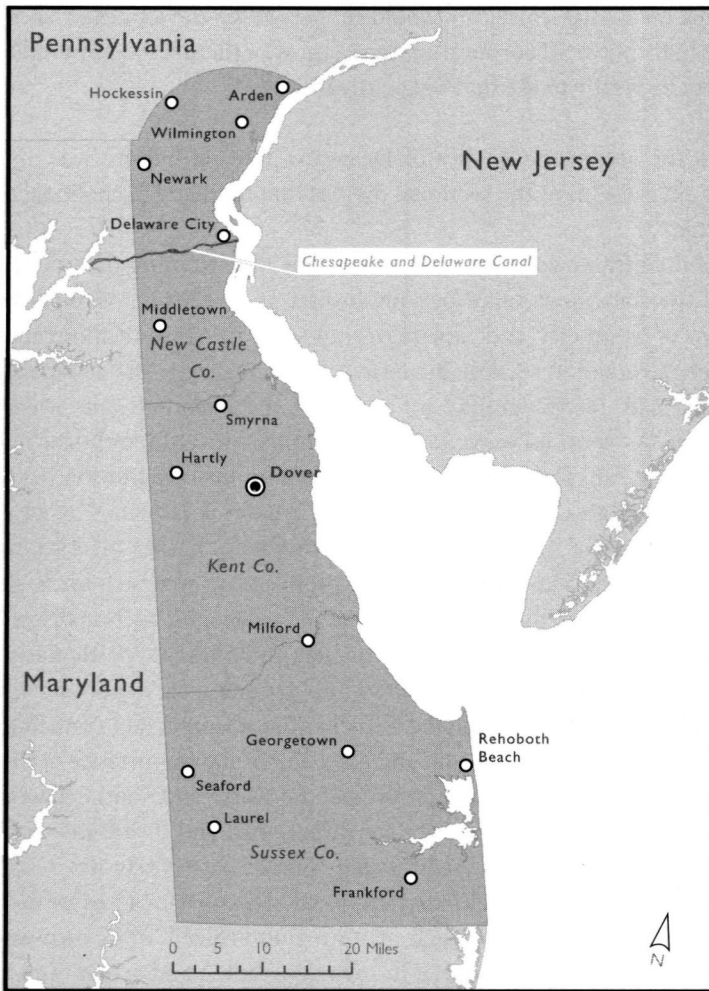 Pennsylvania
Hockessin
Arden
Wilmington
New Jersey
Newark
Delaware City
Chesapeake and Delaware Canal
Middletown
New Castle
Co.
Smyrna
Hartly
Dover
Kent Co.
Milford
Maryland
Georgetown
Rehoboth
Beach
Seaford
Laurel
Sussex Co.
Frankford
0 5 10 20 Miles
N